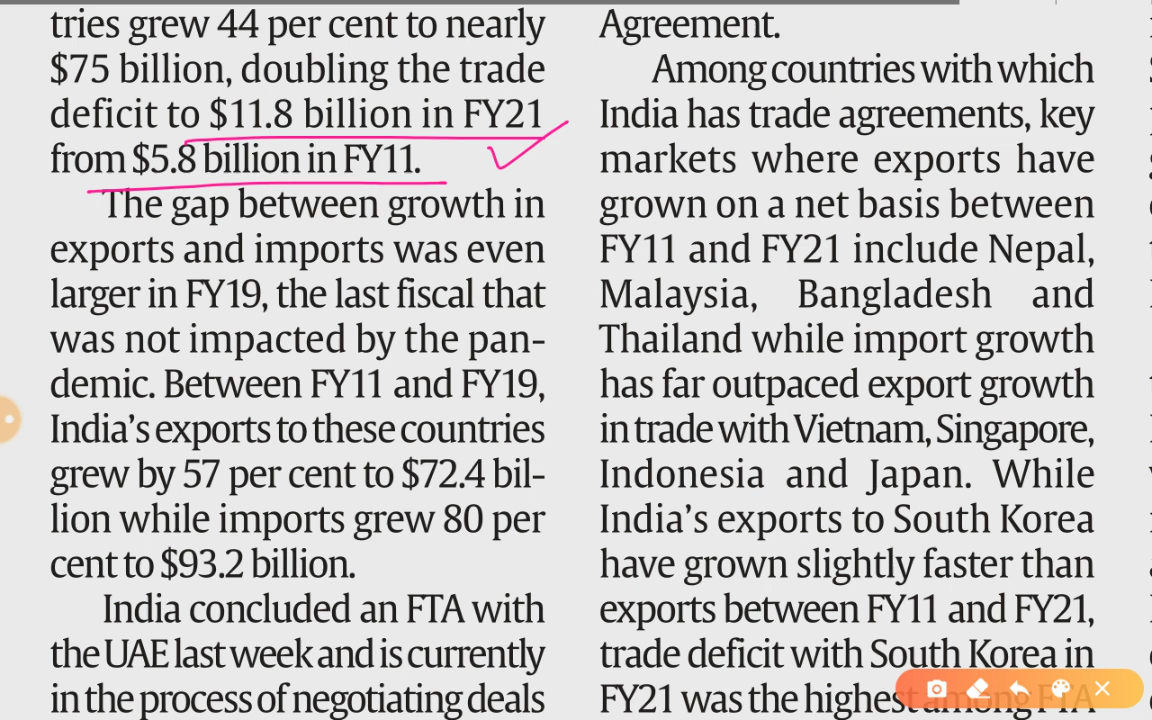 tries grew 44 per cent to nearly
$75 billion, doubling the trade
deficit to $11.8 billion in FY21
from $5.8 billion in FY11.
The gap between growth in
exports and imports was even
larger in FY19, the last fiscal that
was not impacted by the pan-
demic. Between FY11 and FY19,
India's exports to these countries
grew by 57 per cent to $72.4 bil-
lion while imports grew 80 per
cent to $93.2 billion.
India concluded an FTA with
the UAE last week and is currently
in the process of negotiating deals
Agreement.
Among countries with which
India has trade agreements, key
markets where exports have
grown on a net basis between
FY11 and FY21 include Nepal,
Malaysia, Bangladesh and
Thailand while import growth
has far outpaced export growth
in trade with Vietnam, Singapore,
Indonesia and Japan. While
India's exports to South Korea
have grown slightly faster than
exports between FY11 and FY21,
trade deficit with South Korea in
FY21 was the highest among FTA